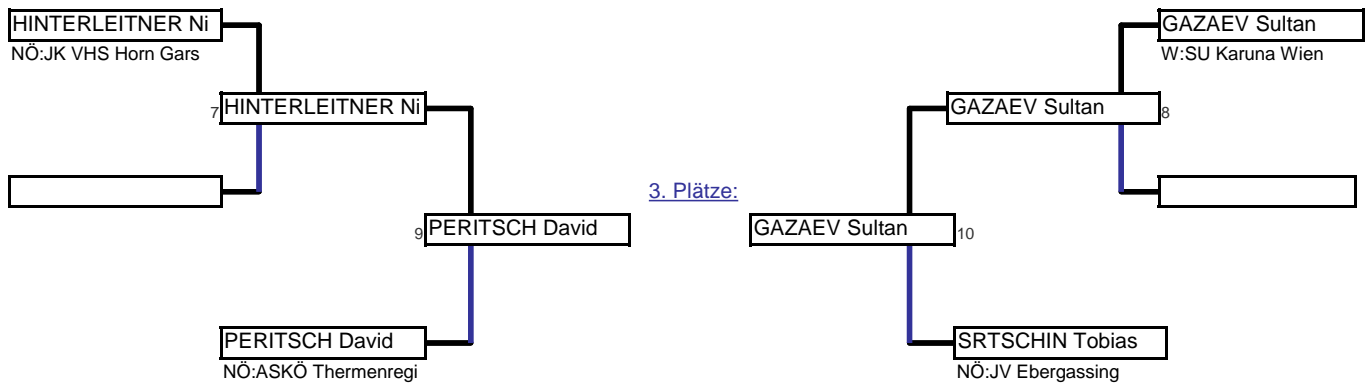 HINTERLEITNER Ni
GAZAEV Sultan
NÖ:JK VHS Horn Gars
W:SU Karuna Wien
7 HINTERLEITNER Ni
GAZAEV Sultan 8
3. Plätze:
9 PERITSCH David
GAZAEV Sultan 10
PERITSCH David
SRTSCHIN Tobias
NÖ:ASKÖ Thermenregi
NÖ:JV Ebergassing